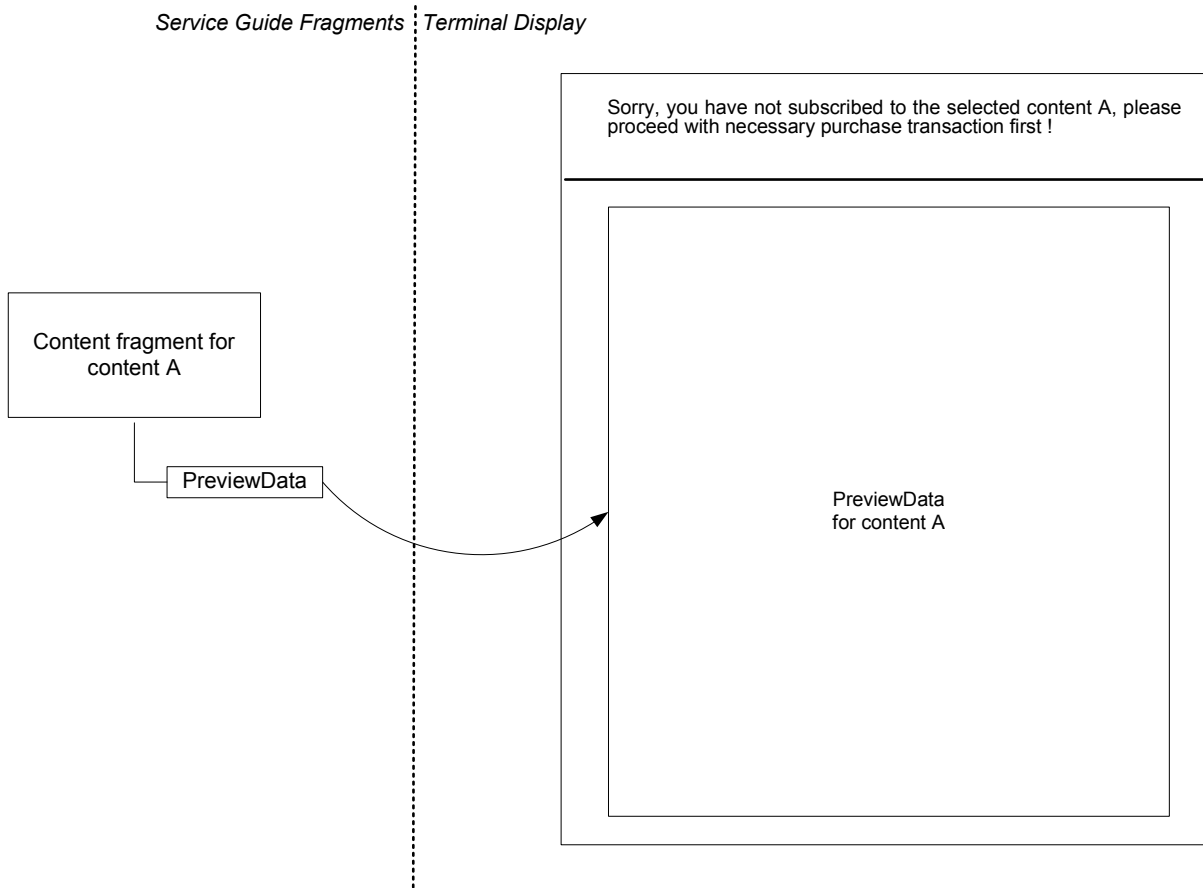 Service Guide Fragments
Terminal Display
Sorry, you have not subscribed to the selected content A, please
proceed with necessary purchase transaction first !
Content fragment for
content A
PreviewData
PreviewData
for content A